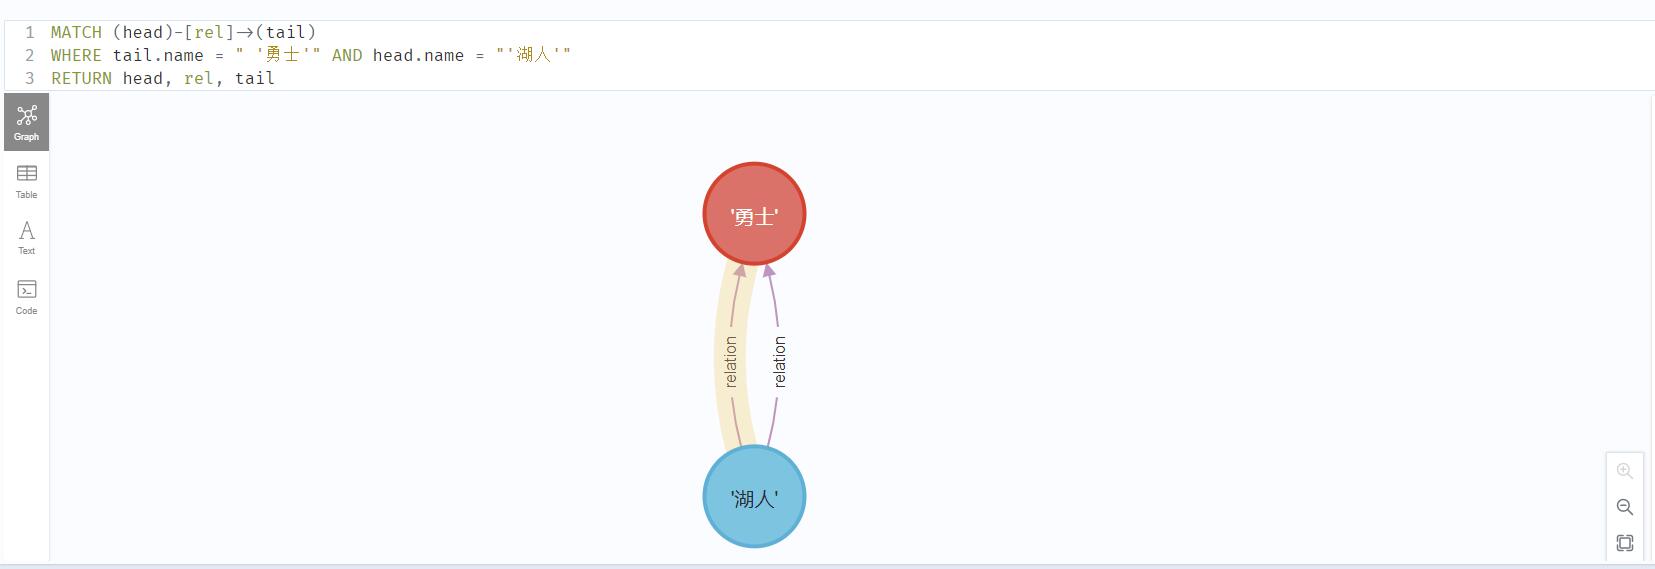 1 MATCH (head)-[rel]->(tail)
2 WHERE tail.name = " '勇士'" AND head.name = "'湖人'"
3 RETURN head, rel, tail
Graph
Table
Text
Code
'勇士'
relation
relation
'湖人'